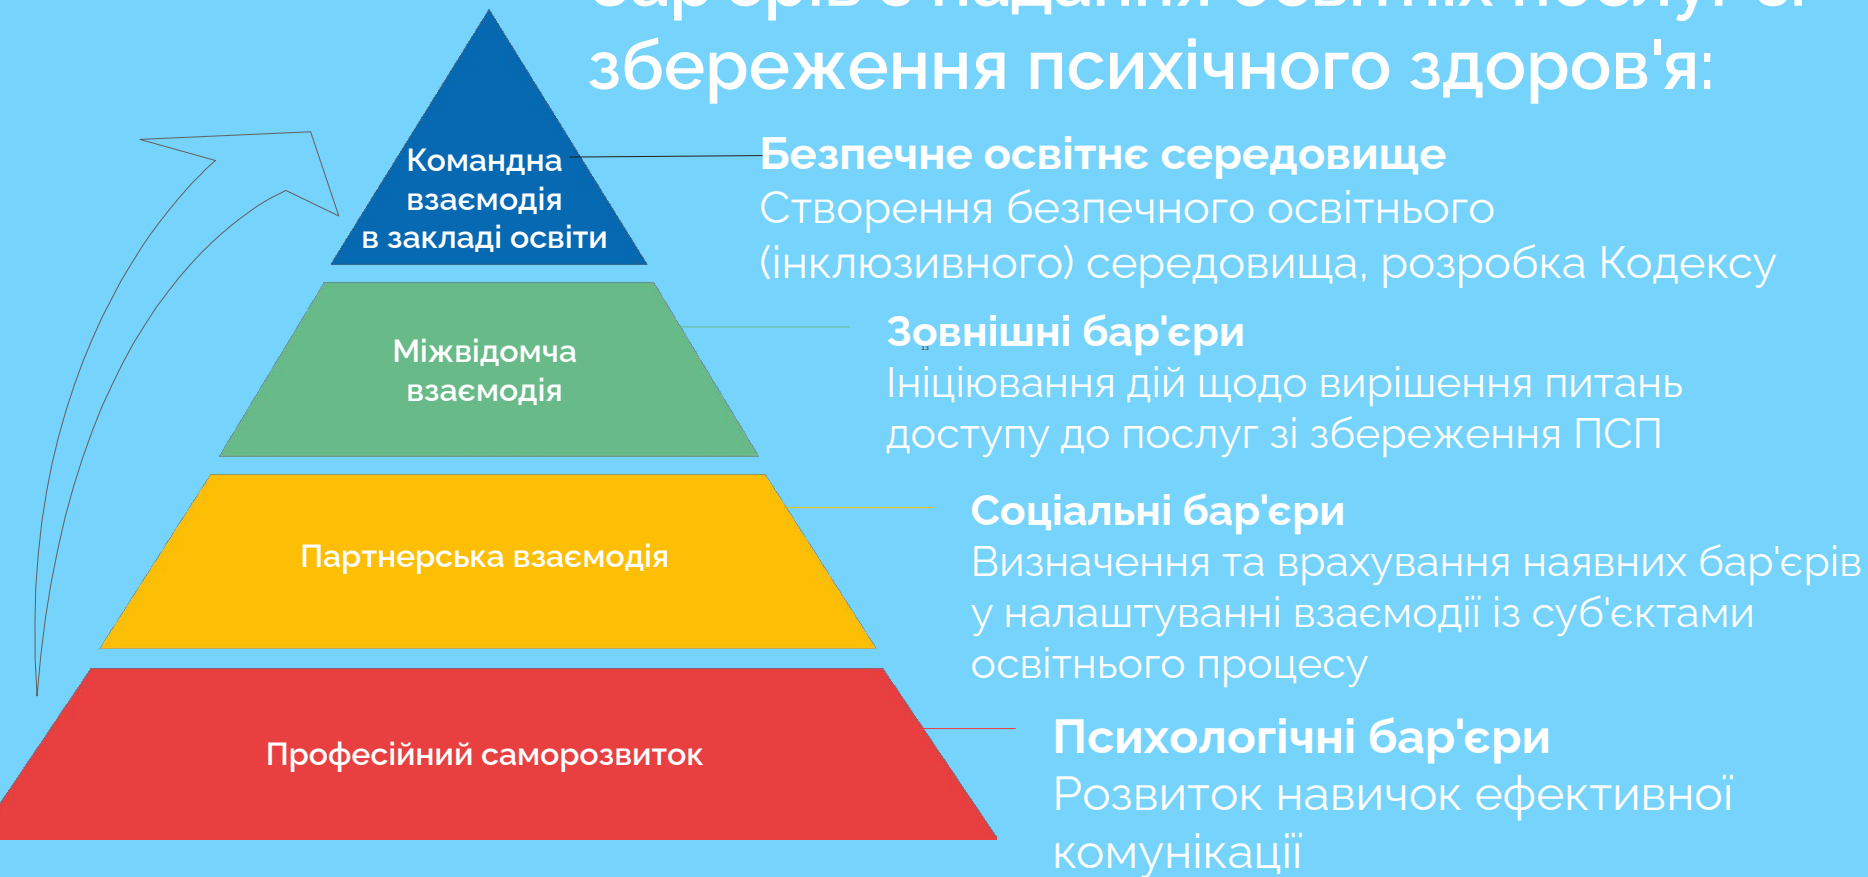 збереження психічного здоров'я:
Командна
взаємодія
в закладі освіти
Безпечне освітнє середовище
Створення безпечного освітнього
(інклюзивного) середовища, розробка Кодексу
Міжвідомча
взаємодія
Зовнішні бар'єри
13
Ініціювання дій щодо вирішення питань
доступу до послуг зі збереження ПСП
Партнерська взаємодія
Соціальні бар'єри
Визначення та врахування наявних бар'єрів
у налаштуванні взаємодії із суб'єктами
освітнього процесу
Професійний саморозвиток
Психологічні бар'єри
Розвиток навичок ефективної
комунікації